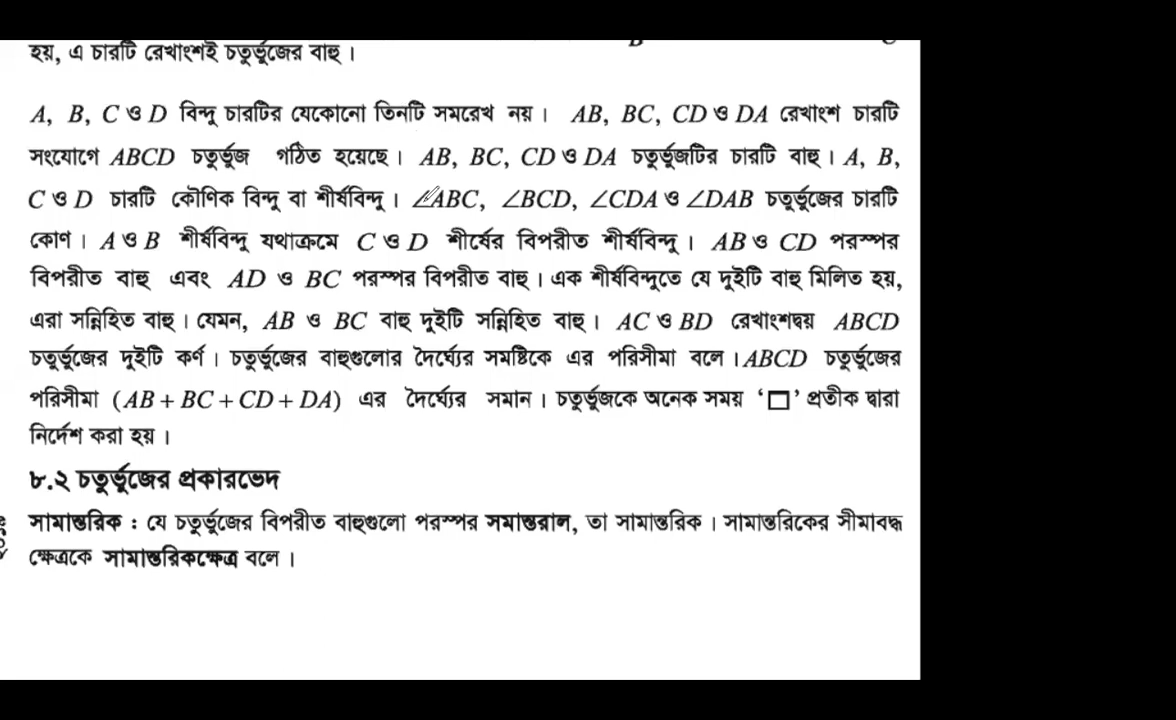 হয়, এ চারটি রেখাংশই চতুর্ভুজের বাহু।
A, B, C ও D বিন্দু চারটির যেকোনো তিনটি সমরেখ নয়। AB, BC, CD ও DA রেখাংশ চারটি
সংযোগে ABCD চতুর্ভুজ গঠিত হয়েছে। AB, BC, CD ও DA চতুর্ভুজটির চারটি বাহু। A, B,
C ও D চারটি কৌণিক বিন্দু বা শীর্ষবিন্দু। ∠ABC, ∠BCD, ∠CDA ও ∠DAB চতুর্ভুজের চারটি
কোণ। A ও B শীর্ষবিন্দু যথাক্রমে C ও D শীর্ষের বিপরীত শীর্ষবিন্দু। AB ও CD পরস্পর
বিপরীত বাহু এবং AD ও BC পরস্পর বিপরীত বাহু। এক শীর্ষবিন্দুতে যে দুইটি বাহু মিলিত হয়,
এরা সন্নিহিত বাহু। যেমন, AB ও BC বাহু দুইটি সন্নিহিত বাহু। AC ও BD রেখাংশদ্বয় ABCD
চতুর্ভুজের দুইটি কর্ণ। চতুর্ভুজের বাহুগুলোর দৈর্ঘ্যের সমষ্টিকে এর পরিসীমা বলে। ABCD চতুর্ভুজের
পরিসীমা (AB + BC + CD + DA) এর দৈর্ঘ্যের সমান। চতুর্ভুজকে অনেক সময় ‘□’ প্রতীক দ্বারা
নির্দেশ করা হয়।
৮.২ চতুর্ভুজের প্রকারভেদ
সামান্তরিক : যে চতুর্ভুজের বিপরীত বাহুগুলো পরস্পর সমান্তরাল, তা সামান্তরিক। সামান্তরিকের সীমাবদ্ধ
ক্ষেত্রকে সামান্তরিকক্ষেত্র বলে।